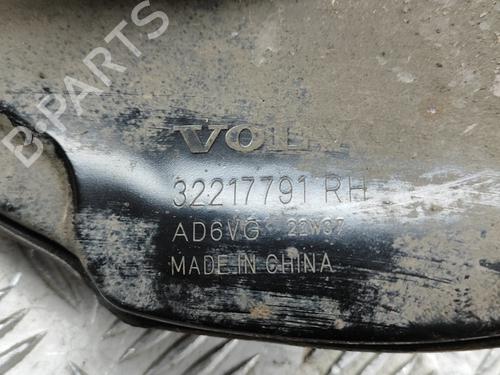 B-PARTS
VOLV
32217791 RH
AD6VG 22W37
MADE IN CHINA